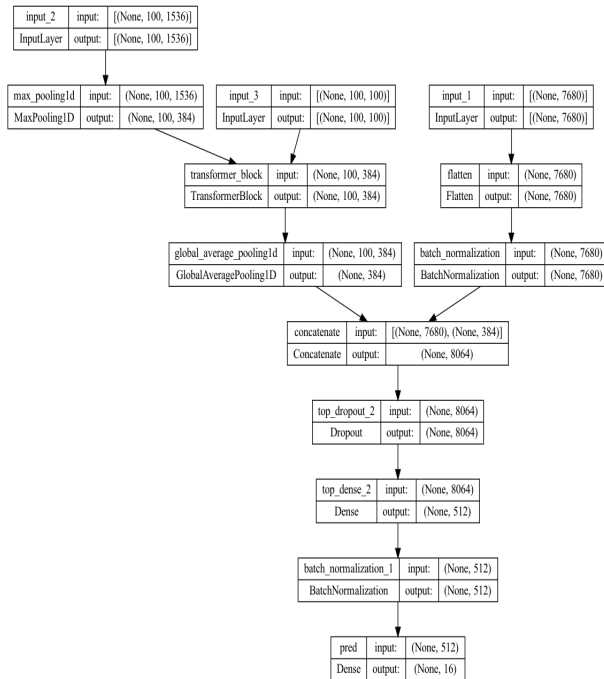 input_2 input: [(None, 100, 1536)]
InputLayer output: [(None, 100, 1536)]
max_pooling1d input: (None, 100, 1536)
MaxPooling1D output: (None, 100, 384)
input_3 input: [(None, 100, 100)]
InputLayer output: [(None, 100, 100)]
input_1 input: [(None, 7680)]
InputLayer output: [(None, 7680)]
transformer_block input: (None, 100, 384)
TransformerBlock output: (None, 100, 384)
flatten input: (None, 7680)
Flatten output: (None, 7680)
global_average_pooling1d input: (None, 100, 384)
GlobalAveragePooling1D output: (None, 384)
batch_normalization input: (None, 7680)
BatchNormalization output: (None, 7680)
concatenate input: [(None, 7680), (None, 384)]
Concatenate output: (None, 8064)
top_dropout_2 input: (None, 8064)
Dropout output: (None, 8064)
top_dense_2 input: (None, 8064)
Dense output: (None, 512)
batch_normalization_1 input: (None, 512)
BatchNormalization output: (None, 512)
pred input: (None, 512)
Dense output: (None, 16)